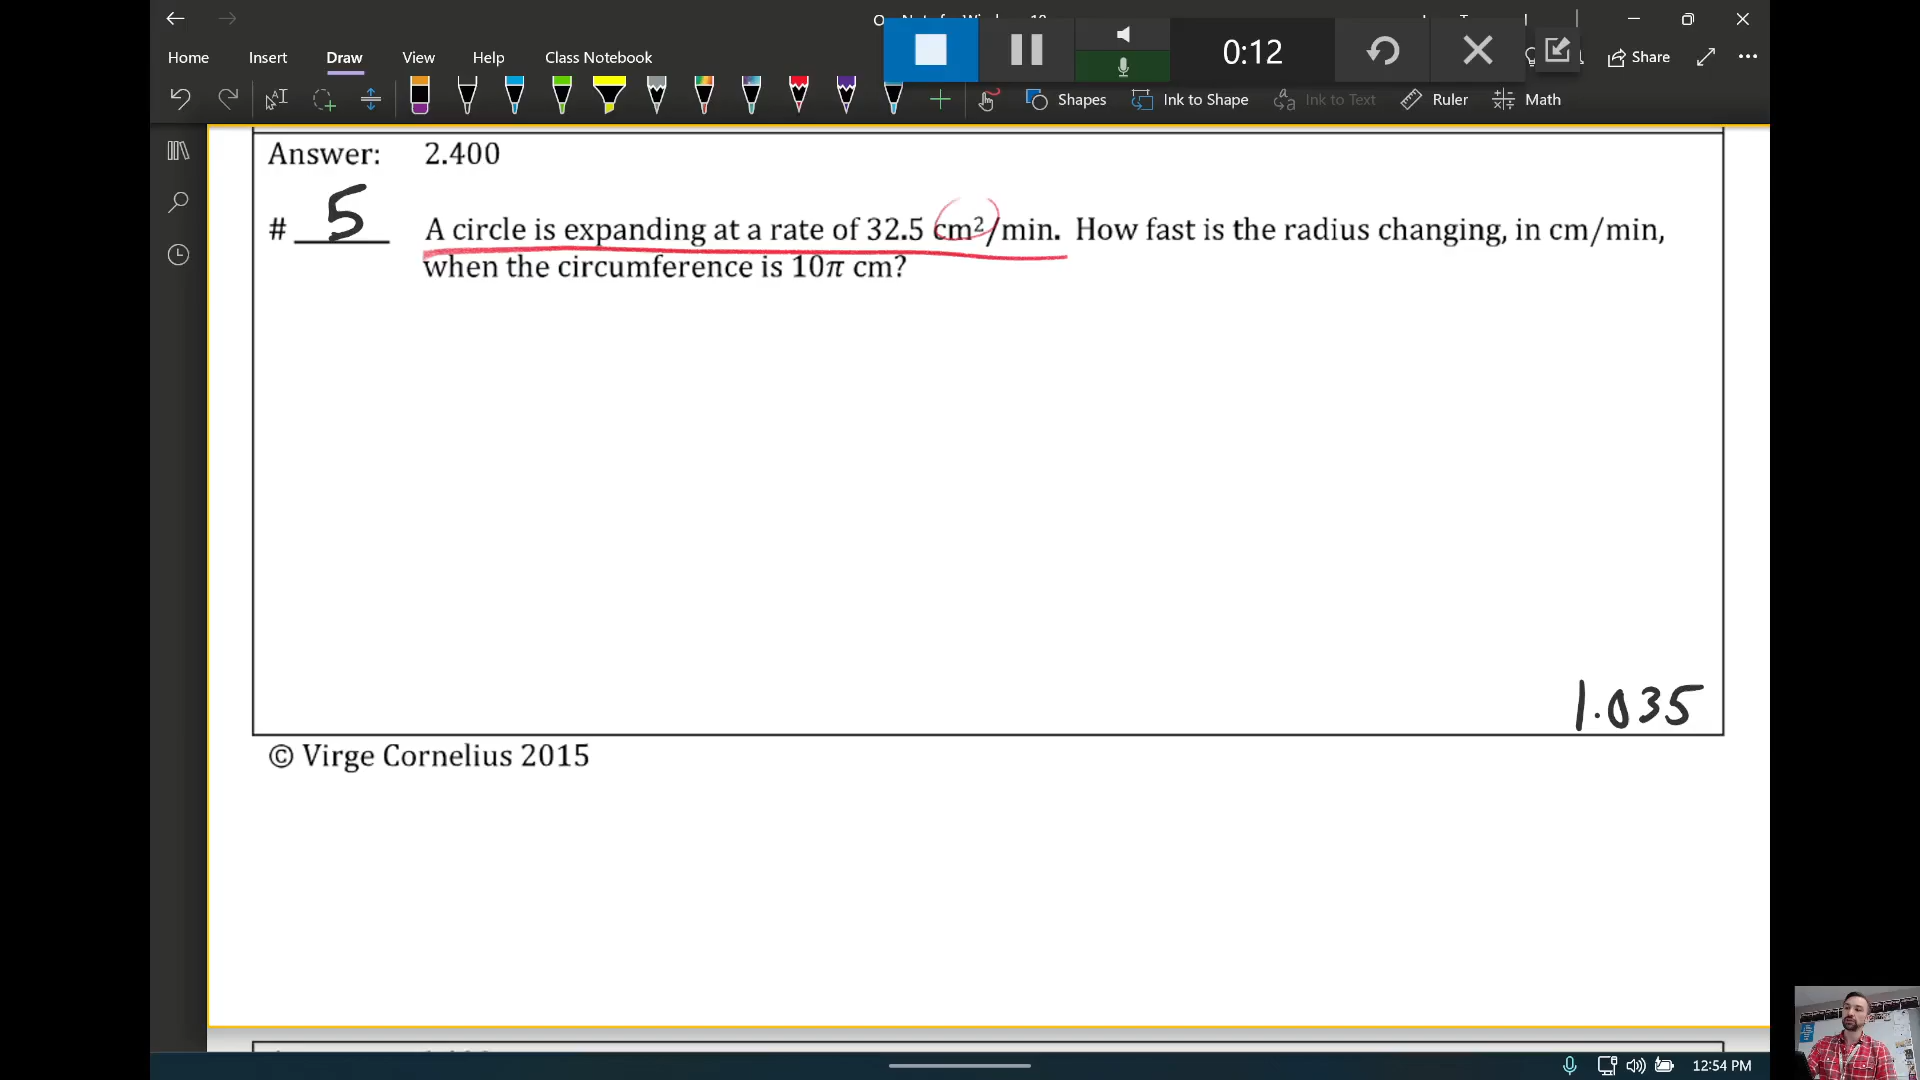 0:12
Home Insert Draw View Help Class Notebook
Share
Shapes Ink to Shape Ink to Text Ruler Math
Answer: 2.400
# 5 A circle is expanding at a rate of 32.5 cm²/min. How fast is the radius changing, in cm/min,
when the circumference is 10π cm?
1.035
© Virge Cornelius 2015
12:54 PM